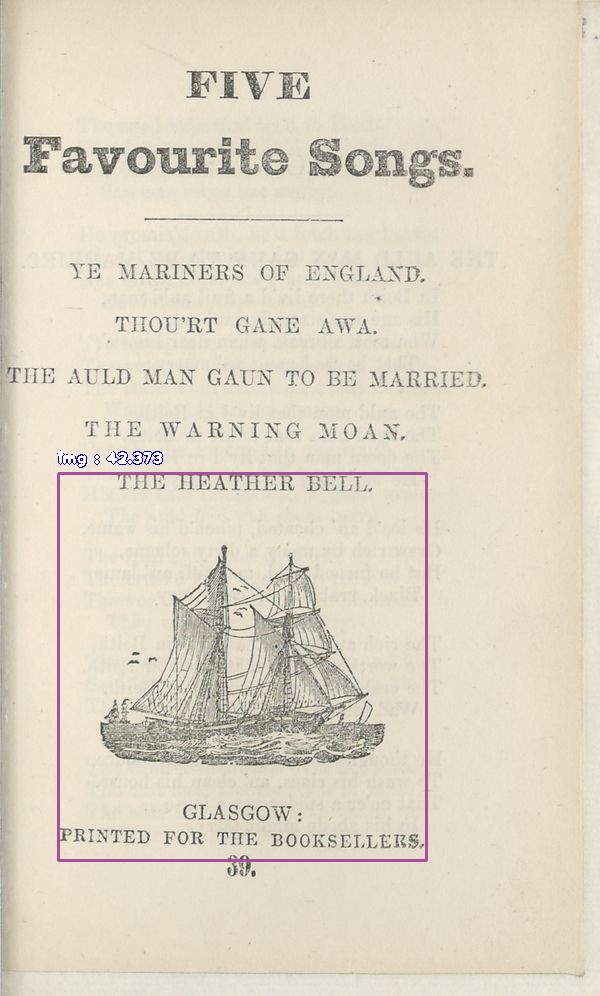 FIVE
Favourite Songs.
YE MARINERS OF ENGLAND.
THOU'RT GANE AWA.
THE AULD MAN GAUN TO BE MARRIED.
THE WARNING MOAN.
img : 42.373
THE HEATHER BELL.
GLASGOW:
PRINTED FOR THE BOOKSELLERS.
39.